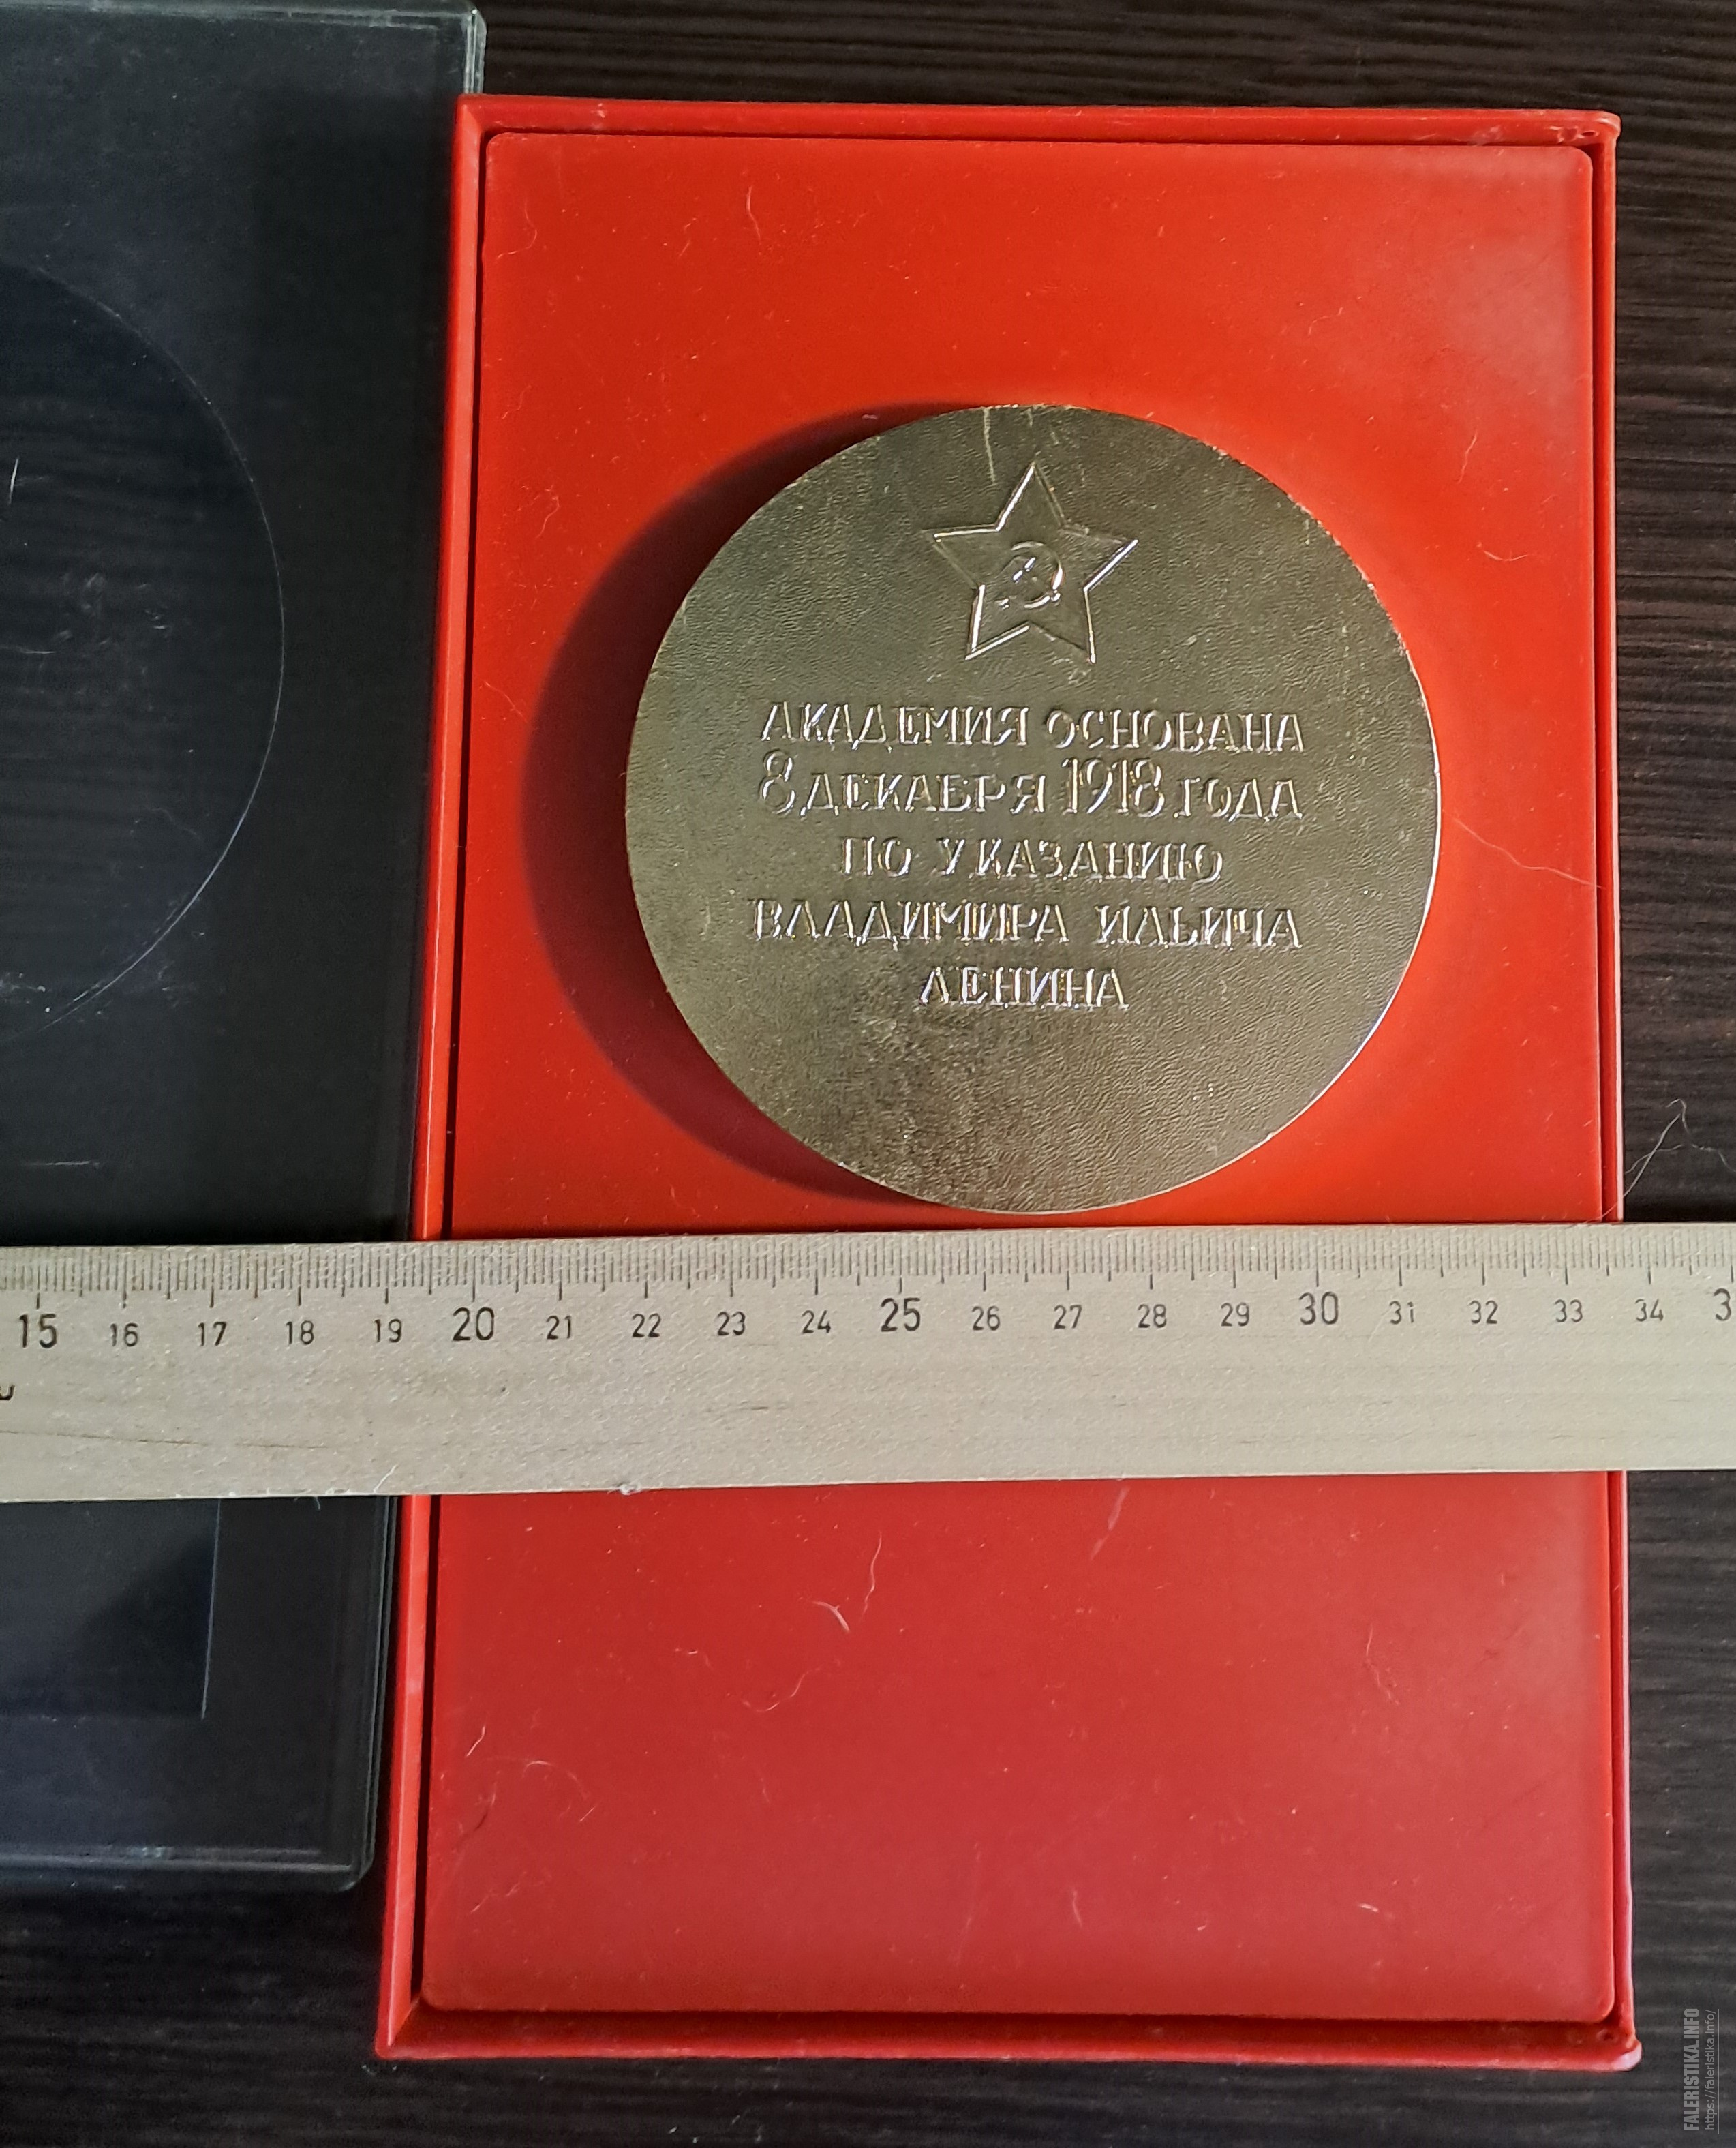 АКАДЕМИЯ ОСНОВАНА
8 ДЕКАБРЯ 1918 ГОДА
ПО УКАЗАНИЮ
ВЛАДИМИРА ИЛЬИЧА
ЛЕНИНА
15 16 17 18 19 20 21 22 23 24 25 26 27 28 29 30 31 32 33 34 3
FALERISTIKA.INFO
https://faleristika.info/